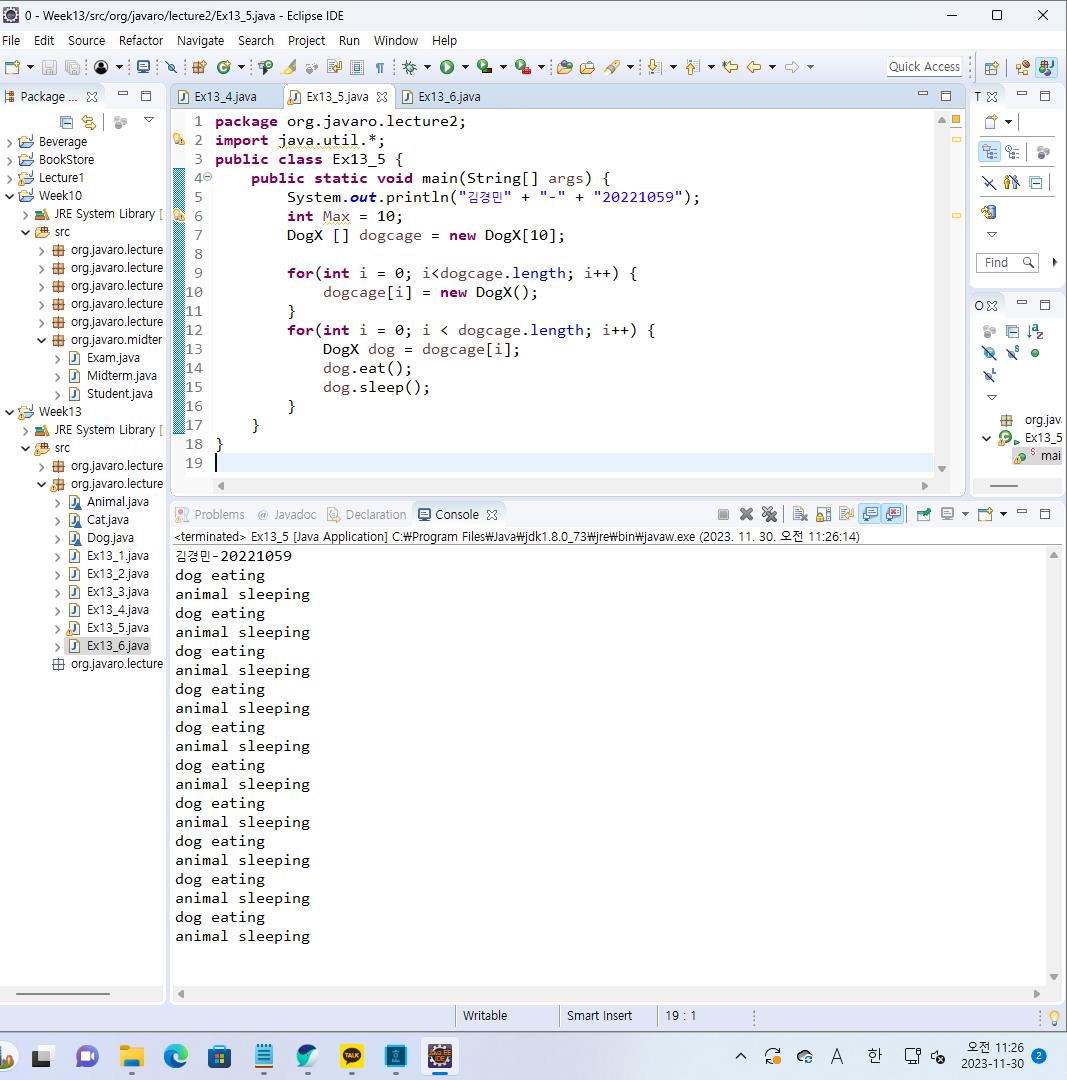 0 - Week13/src/org/javaro/lecture2/Ex13_5.java - Eclipse IDE
File Edit Source Refactor Navigate Search Project Run Window Help
Quick Access
Package ...
Beverage
BookStore
Lecture1
Week10
JRE System Library [
src
org.javaro.lecture
org.javaro.lecture
org.javaro.lecture
org.javaro.lecture
org.javaro.lecture
org.javaro.midter
Exam.java
Midterm.java
Student.java
Week13
JRE System Library [
src
org.javaro.lecture
org.javaro.lecture
Animal.java
Cat.java
Dog.java
Ex13_1.java
Ex13_2.java
Ex13_3.java
Ex13_4.java
Ex13_5.java
Ex13_6.java
org.javaro.lecture
Ex13_4.java Ex13_5.java Ex13_6.java
1 package org.javaro.lecture2;
2 import java.util.*;
3 public class Ex13_5 {
4 public static void main(String[] args) {
5 System.out.println("김경민" + "-" + "20221059");
6 int Max = 10;
7 DogX [] dogcage = new DogX[10];
8
9 for(int i = 0; i<dogcage.length; i++) {
10 dogcage[i] = new DogX();
11 }
12 for(int i = 0; i < dogcage.length; i++) {
13 DogX dog = dogcage[i];
14 dog.eat();
15 dog.sleep();
16 }
17 }
18 }
19
T
Find
O
org.jav
Ex13_5
mai
Problems @ Javadoc Declaration Console
<terminated> Ex13_5 [Java Application] C:₩Program Files₩Java₩jdk1.8.0_73₩jre₩bin₩javaw.exe (2023. 11. 30. 오전 11:26:14)
김경민-20221059
dog eating
animal sleeping
dog eating
animal sleeping
dog eating
animal sleeping
dog eating
animal sleeping
dog eating
animal sleeping
dog eating
animal sleeping
dog eating
animal sleeping
dog eating
animal sleeping
dog eating
animal sleeping
dog eating
animal sleeping
Writable Smart Insert 19 : 1
TALK
A 한 오전 11:26
2023-11-30 2